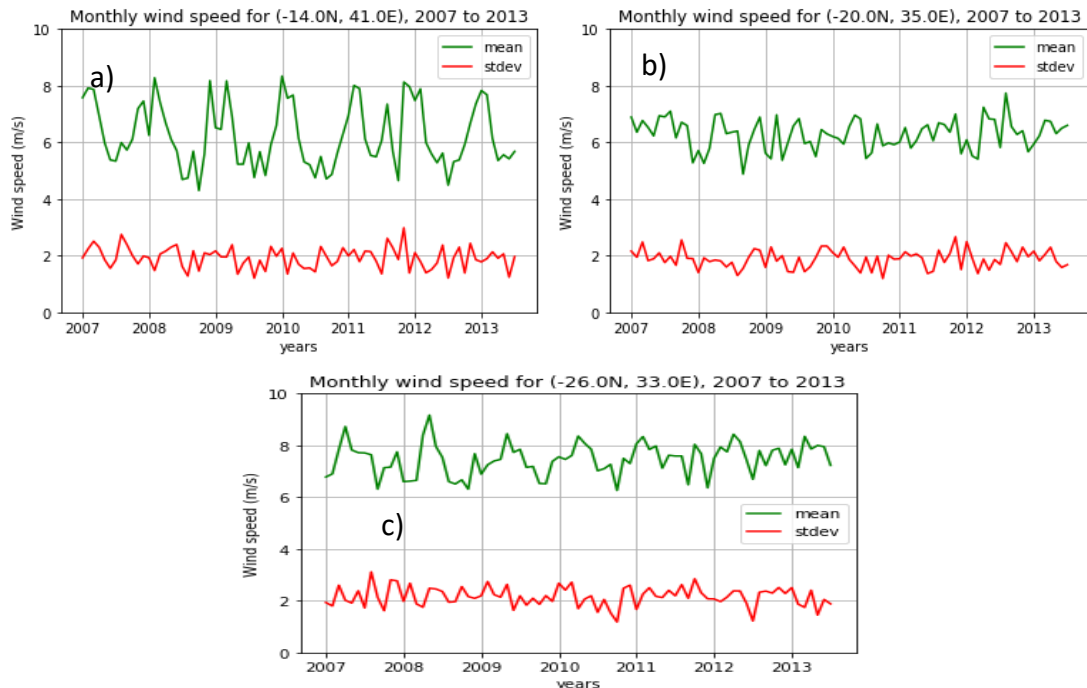 Monthly wind speed for (-14.0N, 41.0E), 2007 to 2013
10
8
6
4
2
0
Wind speed (m/s)
a)
mean
stdev
2007 2008 2009 2010 2011 2012 2013
years
Monthly wind speed for (-20.0N, 35.0E), 2007 to 2013
10
8
6
4
2
0
Wind speed (m/s)
b)
mean
stdev
2007 2008 2009 2010 2011 2012 2013
years
Monthly wind speed for (-26.0N, 33.0E), 2007 to 2013
10
8
6
4
2
0
Wind speed (m/s)
c)
mean
stdev
2007 2008 2009 2010 2011 2012 2013
years